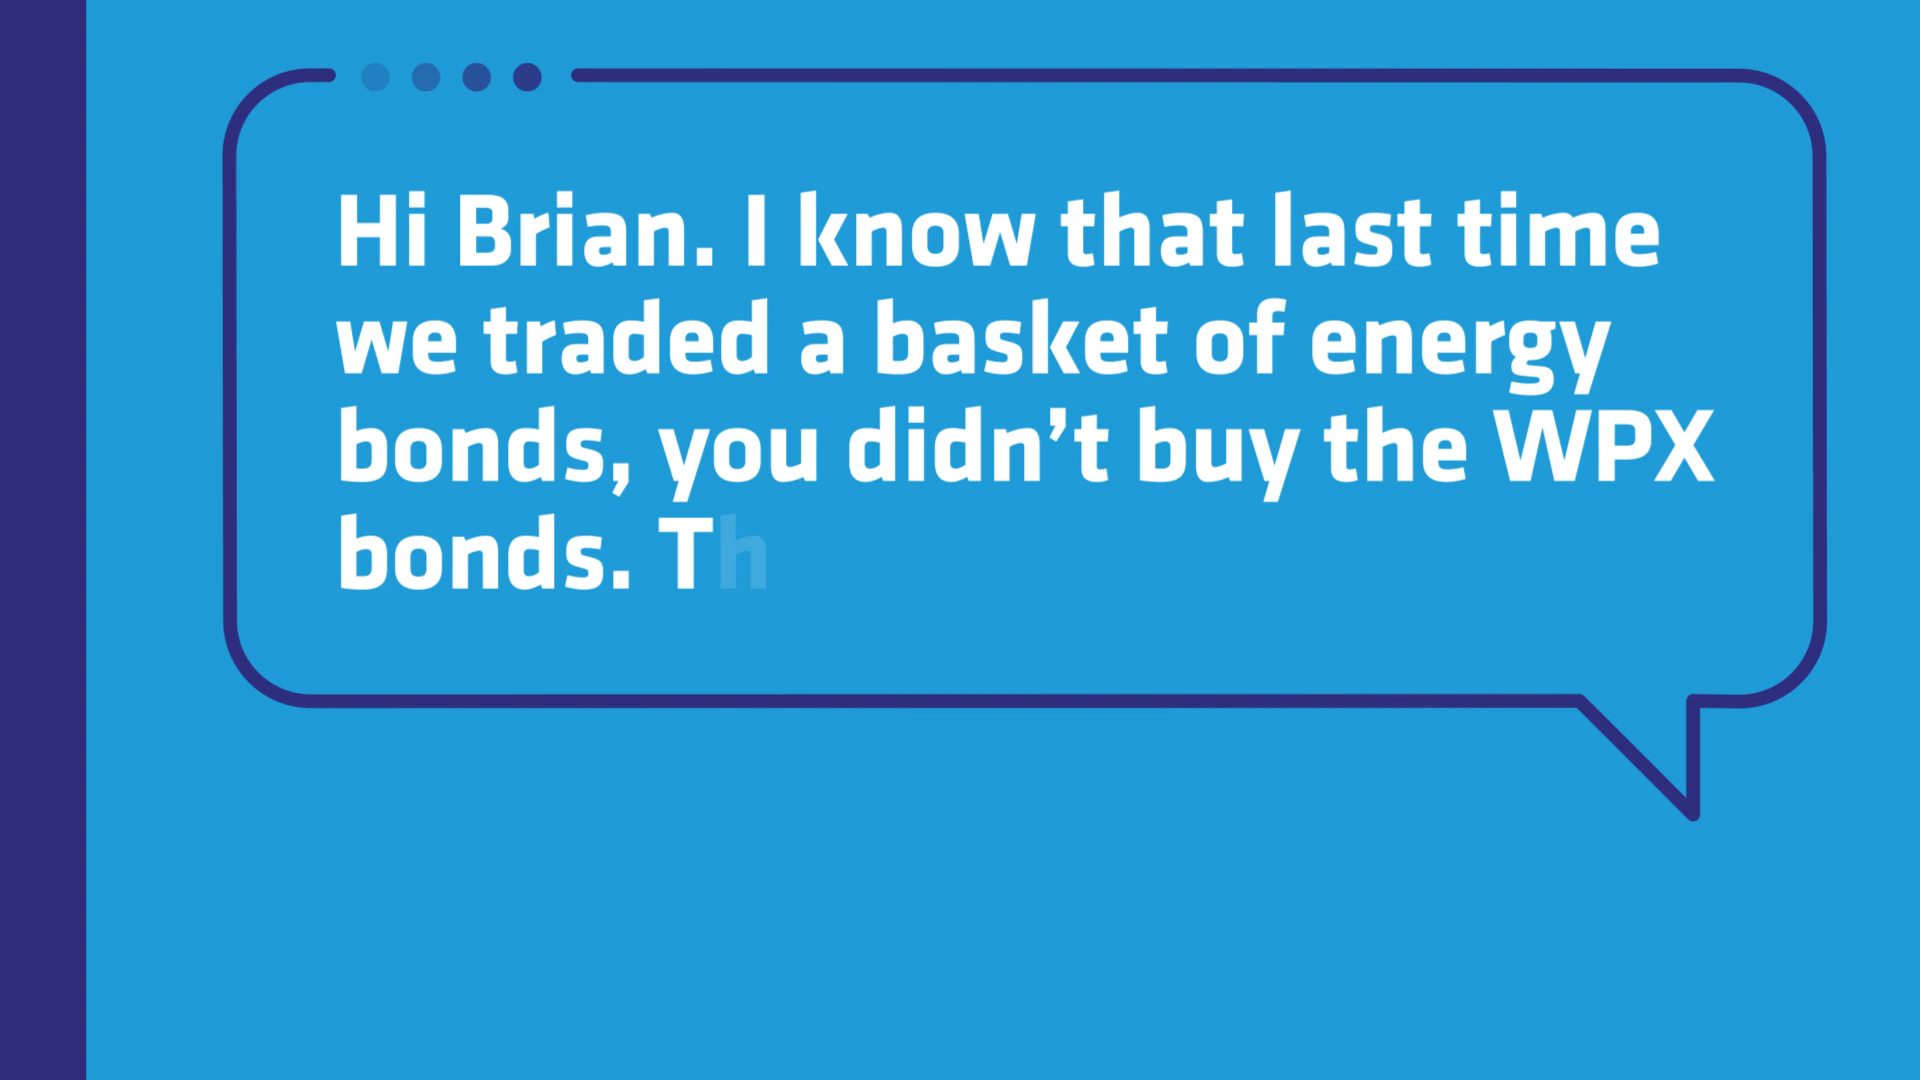 Hi Brian. I know that last time
we traded a basket of energy
bonds, you didn’t buy the WPX
bonds. Th